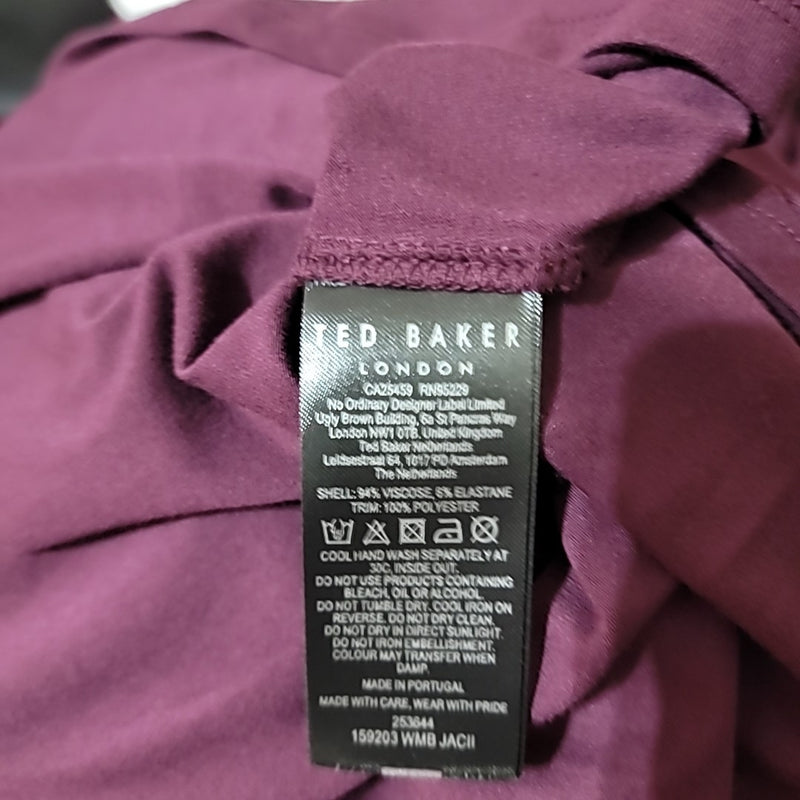 TED BAKER
LONDON
CA25459 RN95229
No Ordinary Designer Label Limited
Ugly Brown Building, 6a St Pancras Way
London NW1 0TB, United Kingdom
Ted Baker Netherlands
Leidsestraat 64, 1017 PD Amsterdam
The Netherlands
SHELL: 94% VISCOSE, 6% ELASTANE
TRIM: 100% POLYESTER
COOL HAND WASH SEPARATELY AT
30C, INSIDE OUT.
DO NOT USE PRODUCTS CONTAINING
BLEACH, OIL OR ALCOHOL.
DO NOT TUMBLE DRY. COOL IRON ON
REVERSE. DO NOT DRY CLEAN.
DO NOT DRY IN DIRECT SUNLIGHT.
DO NOT IRON EMBELLISHMENT.
COLOUR MAY TRANSFER WHEN
DAMP.
MADE IN PORTUGAL
MADE WITH CARE, WEAR WITH PRIDE
253644
159203 WMB JACII